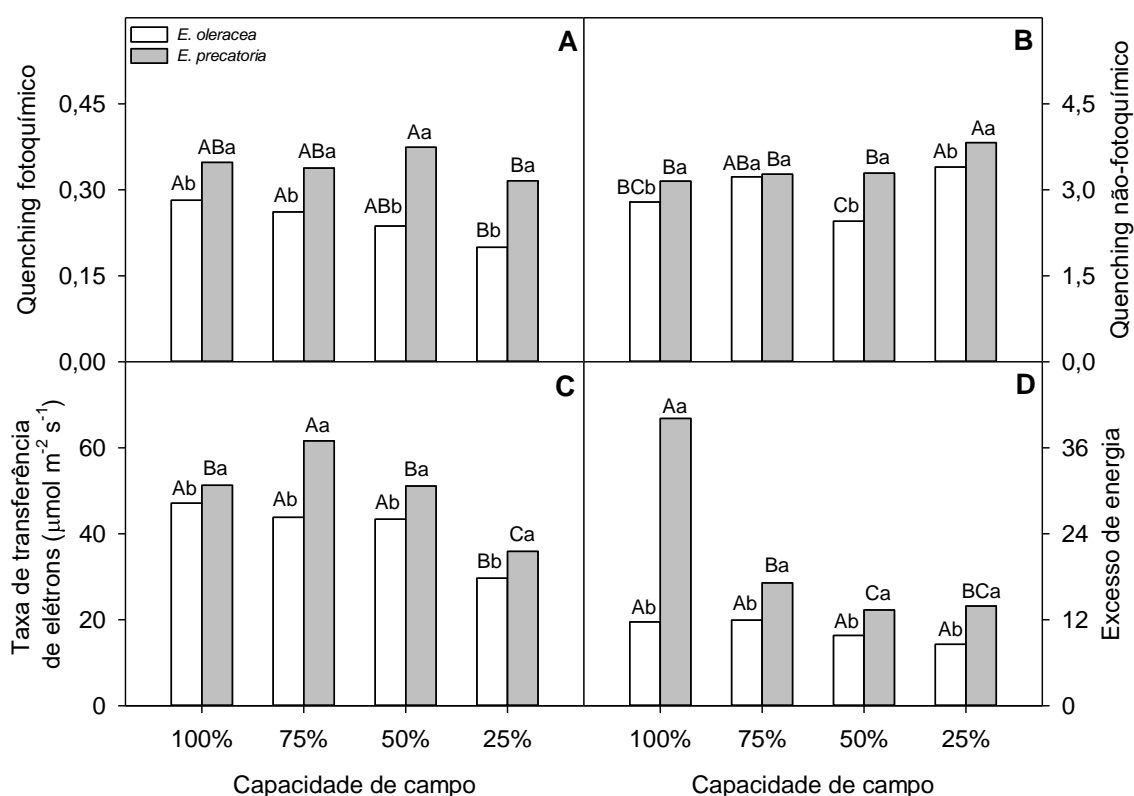 E. oleracea
E. precatoria
A
B
0,45
0,30
0,15
0,00
Quenching fotoquímico
Ab
ABa
Ab
ABa
ABb
Aa
Bb
Ba
BCb
Ba
ABa
Ba
Cb
Ba
Ab
Aa
4,5
3,0
1,5
0,0
Quenching não-fotoquímico
C
D
60
40
20
0
Taxa de transferência
de elétrons (μmol m⁻² s⁻¹)
Ab
Ba
Ab
Aa
Ab
Ba
Bb
Ca
Ab
Aa
Ab
Ba
Ab
Ca
Ab
BCa
36
24
12
0
Excesso de energia
100% 75% 50% 25%
100% 75% 50% 25%
Capacidade de campo
Capacidade de campo